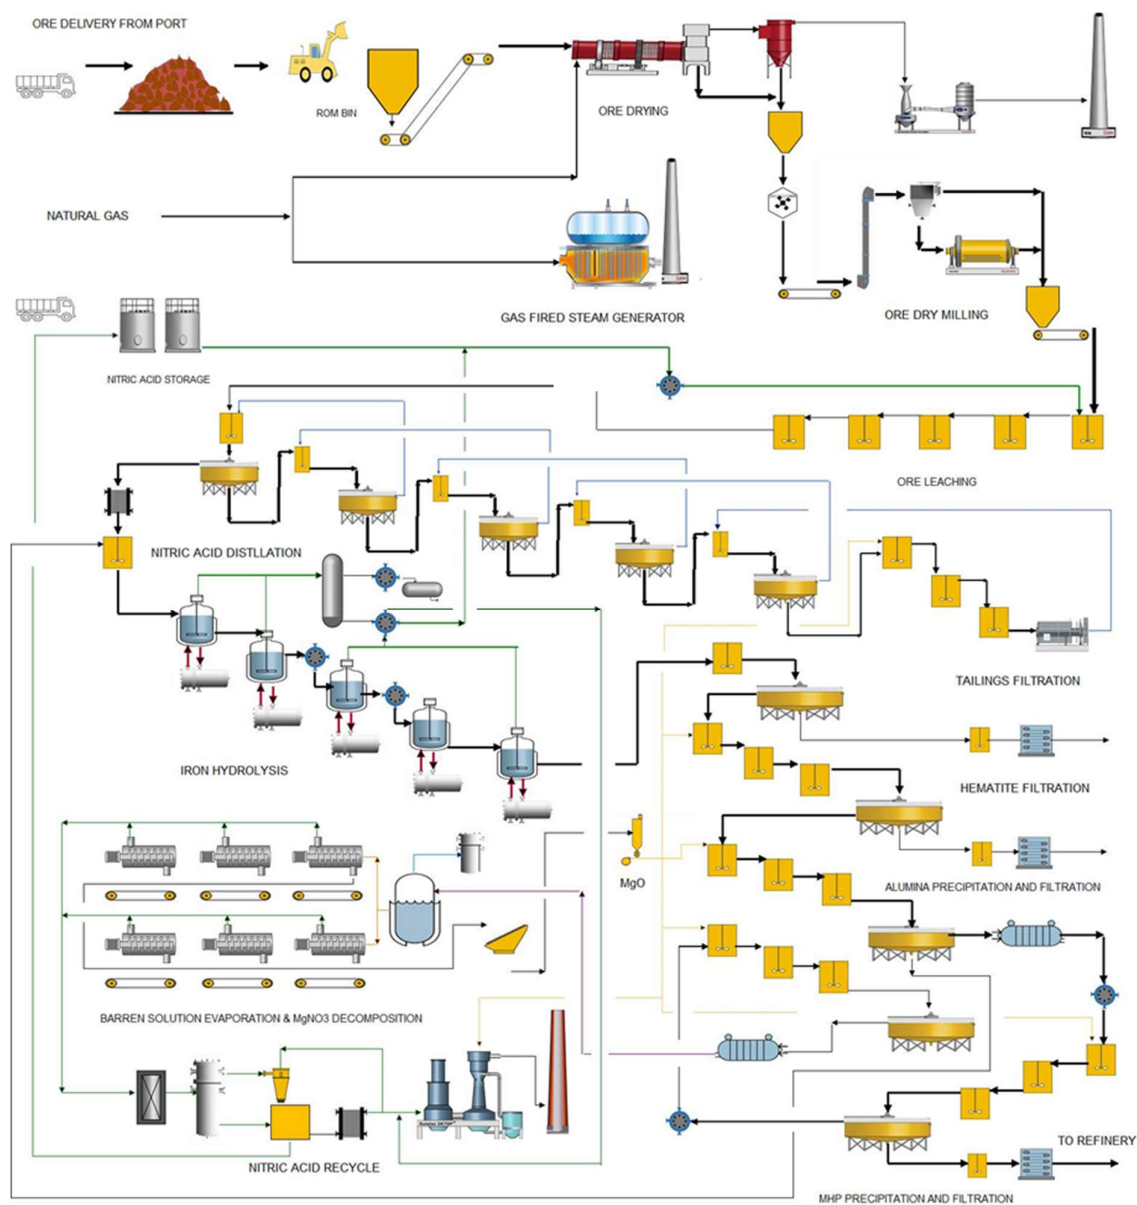 ORE DELIVERY FROM PORT
ROM BIN
ORE DRYING
NATURAL GAS
GAS FIRED STEAM GENERATOR
ORE DRY MILLING
NITRIC ACID STORAGE
ORE LEACHING
NITRIC ACID DISTLLATION
TAILINGS FILTRATION
IRON HYDROLYSIS
HEMATITE FILTRATION
MgO
ALUMINA PRECIPITATION AND FILTRATION
BARREN SOLUTION EVAPORATION & MgNO3 DECOMPOSITION
TO REFINERY
NITRIC ACID RECYCLE
MHP PRECIPITATION AND FILTRATION